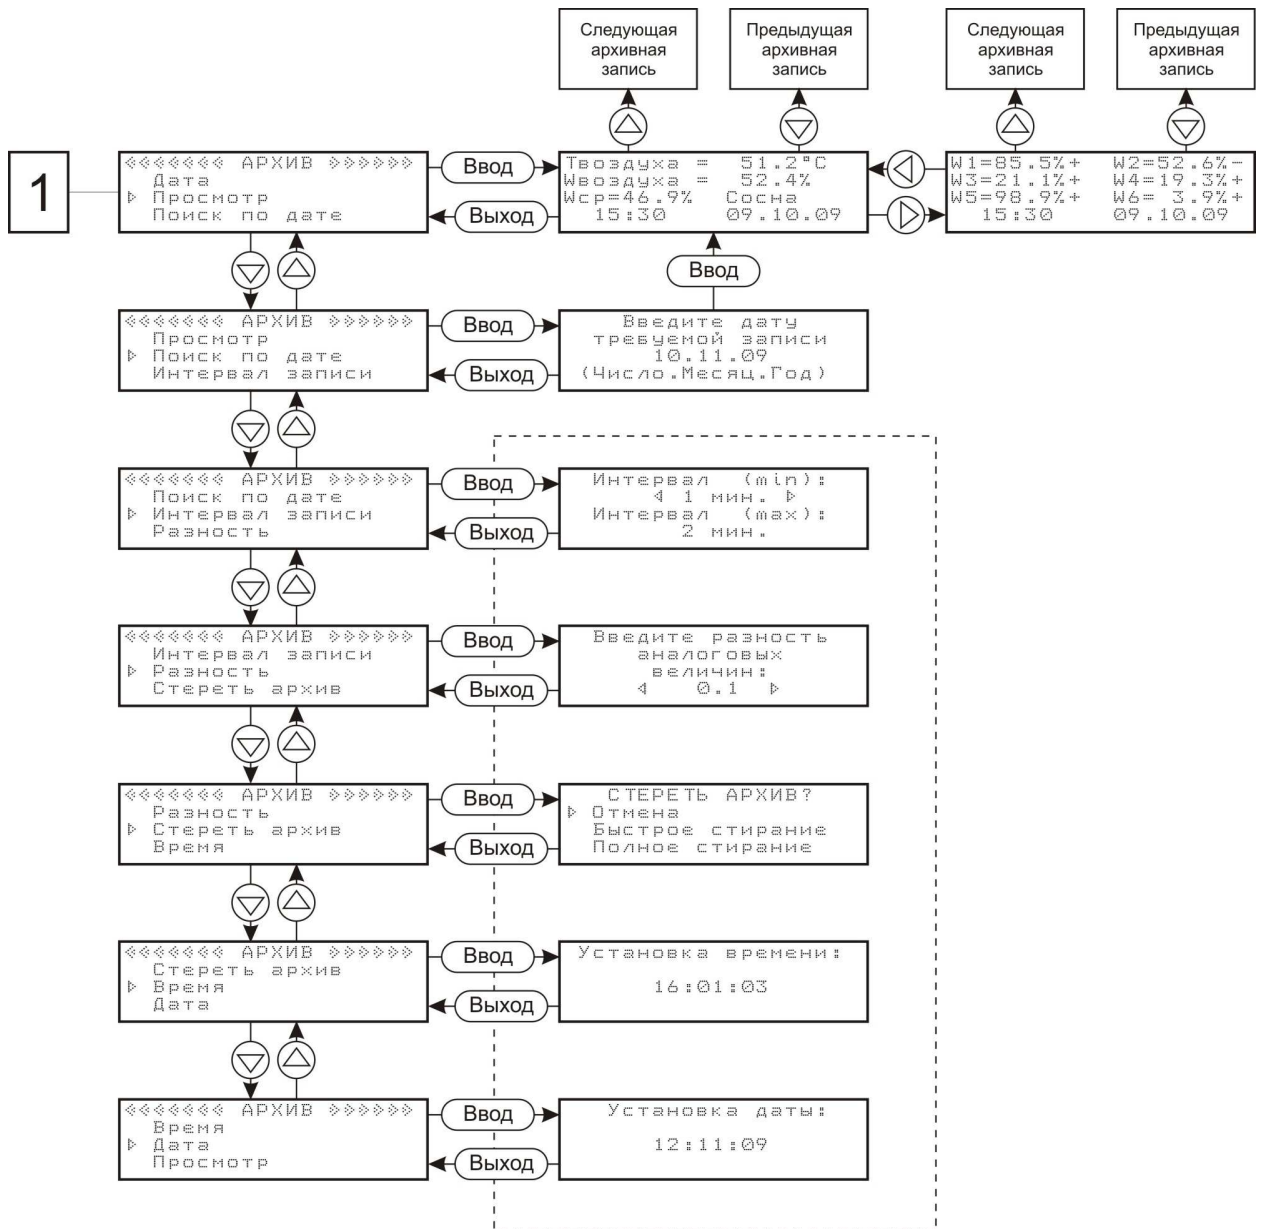 Следующая
архивная
запись
Предыдущая
архивная
запись
Следующая
архивная
запись
Предыдущая
архивная
запись
1
<<<<<<< АРХИВ >>>>>>
Дата
▷ Просмотр
Поиск по дате
Ввод
Выход
Tвоздуха = 51.2°C
Wвоздуха = 52.4%
Wср=46.9% Сосна
15:30 09.10.09
W1=85.5%+ W2=52.6%-
W3=21.1%+ W4=19.3%+
W5=98.9%+ W6= 3.9%+
15:30 09.10.09
Ввод
<<<<<<< АРХИВ >>>>>>
Просмотр
▷ Поиск по дате
Интервал записи
Ввод
Выход
Введите дату
требуемой записи
10.11.09
(Число.Месяц.Год)
<<<<<<< АРХИВ >>>>>>
Поиск по дате
▷ Интервал записи
Разность
Ввод
Выход
Интервал (min):
◁ 1 мин. ▷
Интервал (max):
2 мин.
<<<<<<< АРХИВ >>>>>>
Интервал записи
▷ Разность
Стереть архив
Ввод
Выход
Введите разность
аналоговых
величин:
◁ 0.1 ▷
<<<<<<< АРХИВ >>>>>>
Разность
▷ Стереть архив
Время
Ввод
Выход
СТЕРЕТЬ АРХИВ?
▷ Отмена
Быстрое стирание
Полное стирание
<<<<<<< АРХИВ >>>>>>
Стереть архив
▷ Время
Дата
Ввод
Выход
Установка времени:
16:01:03
<<<<<<< АРХИВ >>>>>>
Время
▷ Дата
Просмотр
Ввод
Выход
Установка даты:
12:11:09